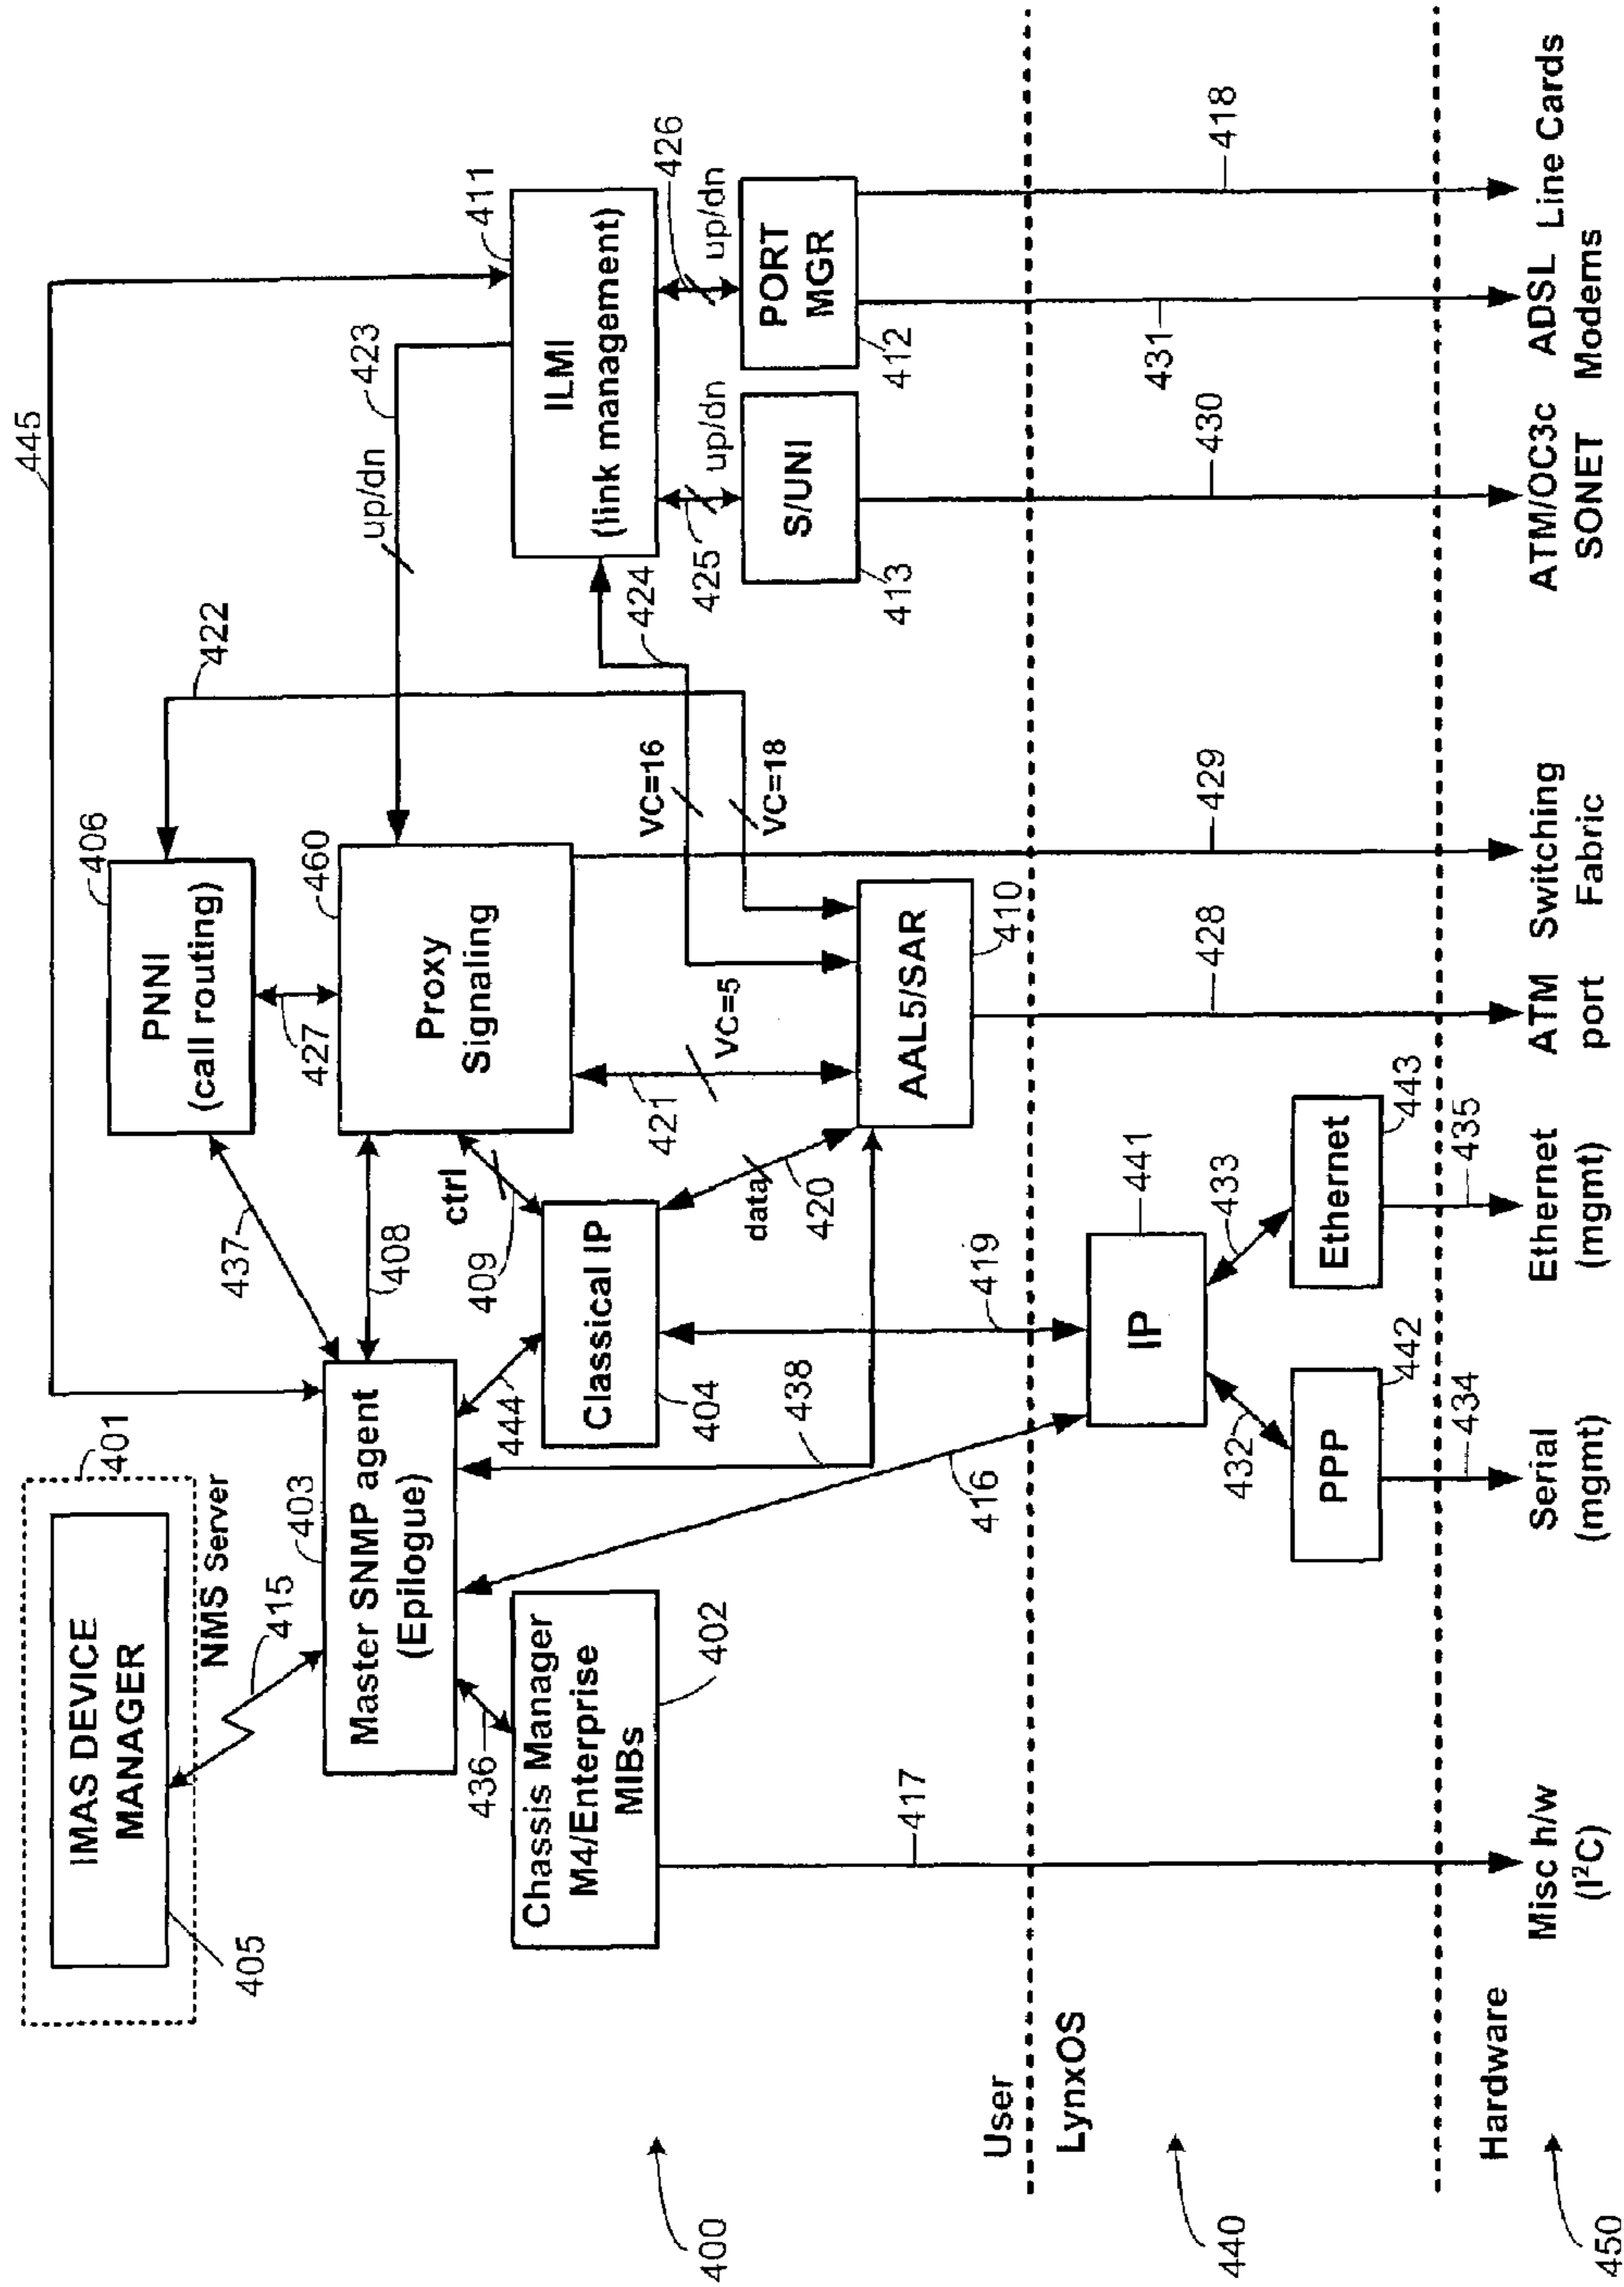 401
IMAS DEVICE
MANAGER
405
NMS Server
415
403
Master SNMP agent
(Epilogue)
437
408
445
406
PNNI
(call routing)
427
422
460
Proxy
Signaling
up/dn
423
411
ILMI
(link management)
436
Chassis Manager
M4/Enterprise
MIBs
402
444
ctrl
409
Classical IP
404
438
416
data
420
419
421
VC=5
VC=16
VC=18
424
AAL5/SAR
410
425
up/dn
426
up/dn
S/UNI
413
PORT
MGR
412
400
User
LynxOS
417
441
IP
432
433
PPP
442
Ethernet
443
434
435
428
429
430
431
418
440
Hardware
450
Misc h/w
(I²C)
Serial
(mgmt)
Ethernet
(mgmt)
ATM
port
Switching
Fabric
ATM/OC3c
SONET
ADSL
Modems
Line Cards